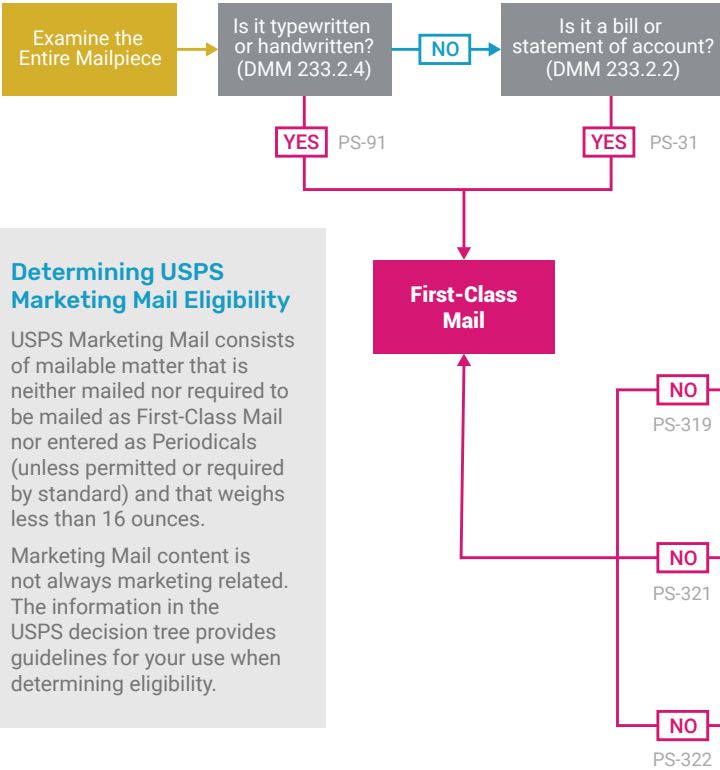 Examine the
Entire Mailpiece
Is it typewritten
or handwritten?
(DMM 233.2.4)
NO
Is it a bill or
statement of account?
(DMM 233.2.2)
YES
PS-91
YES
PS-31
Determining USPS
Marketing Mail Eligibility
USPS Marketing Mail consists
of mailable matter that is
neither mailed nor required to
be mailed as First-Class Mail
nor entered as Periodicals
(unless permitted or required
by standard) and that weighs
less than 16 ounces.
Marketing Mail content is
not always marketing related.
The information in the
USPS decision tree provides
guidelines for your use when
determining eligibility.
First-Class
Mail
NO
PS-319
NO
PS-321
NO
PS-322